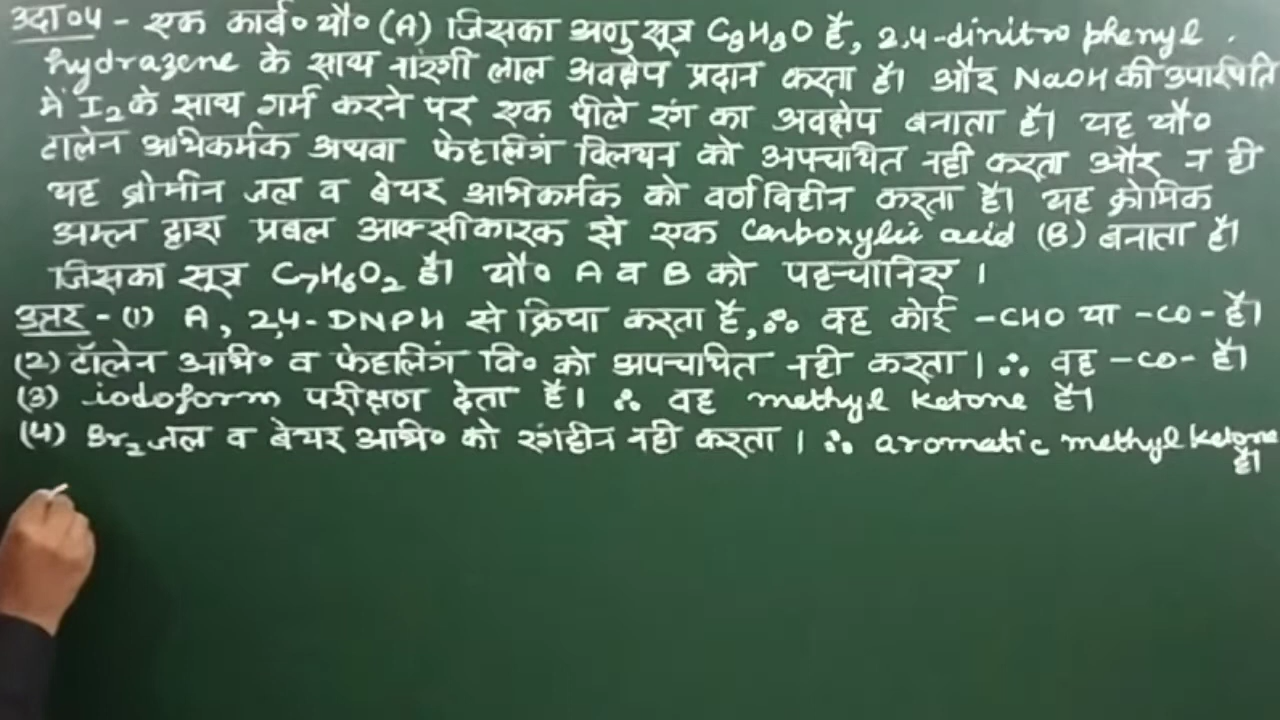 उदा०4 - एक कार्ब० यौ० (A) जिसका अणु सूत्र C8H8O है, 2,4-dinitro phenyl
hydrazene के साथ नारंगी लाल अवक्षेप प्रदान करता है। और NaOH की उपस्थिति
में I2 के साथ गर्म करने पर एक पीले रंग का अवक्षेप बनाता है। यह यौ०
टालेन अभिकर्मक अथवा फेहलिंग विलयन को अपचायित नही करता और न ही
यह ब्रोमीन जल व बेयर अभिकर्मक को वर्णविहीन करता है। यह क्रोमिक
अम्ल द्वारा प्रबल आक्सीकारक से एक Carboxylic acid (B) बनाता है।
जिसका सूत्र C7H6O2 है। यौ० A व B को पहचानिए ।
उत्तर - (1) A, 2,4-DNPH से क्रिया करता है, ∴ वह कोई -CHO या -CO- है।
(2) टॉलेन अभि० व फेहलिंग वि० को अपचायित नही करता । ∴ वह -CO- है।
(3) iodoform परीक्षण देता है। ∴ वह methyl ketone है।
(4) Br2 जल व बेयर अभि० को रंगहीन नही करता । ∴ aromatic methyl ketone
है।